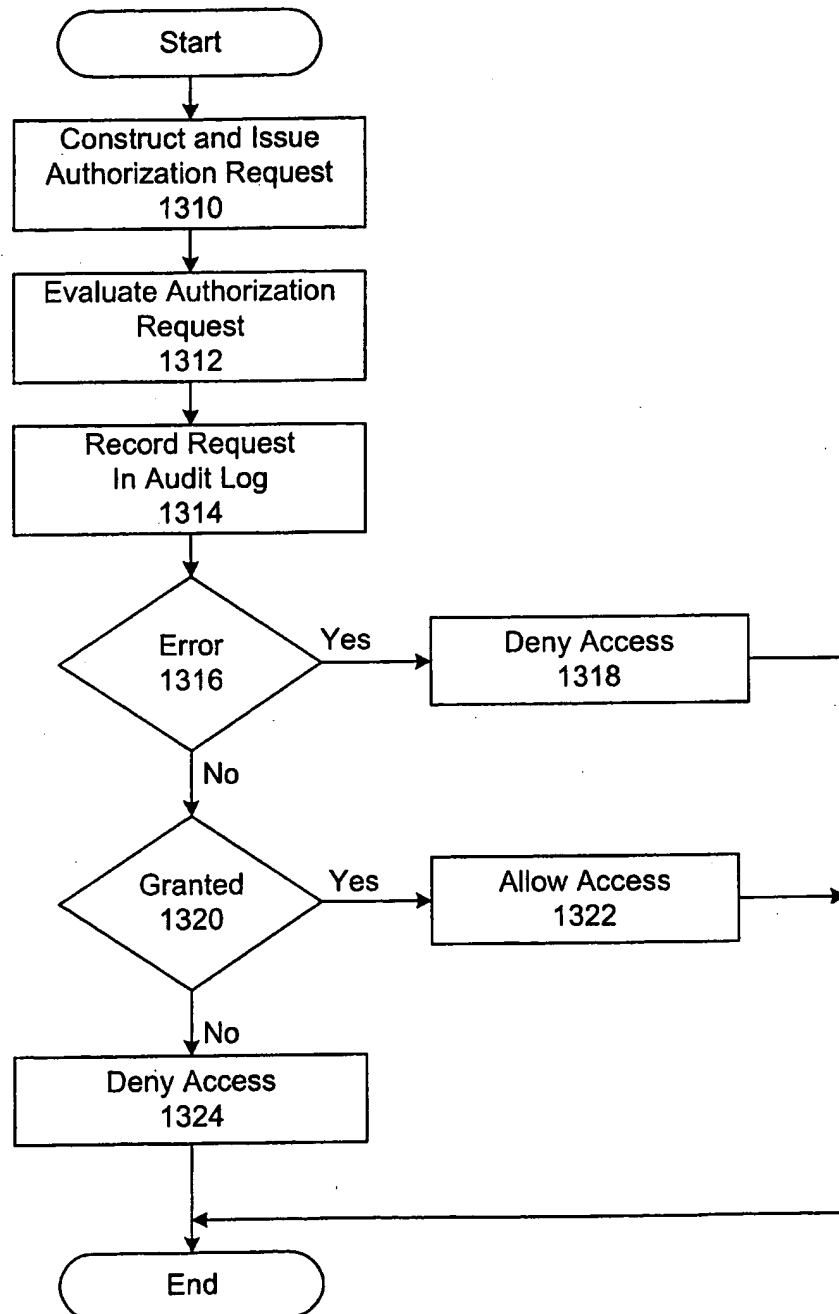 Start
Construct and Issue
Authorization Request
1310
Evaluate Authorization
Request
1312
Record Request
In Audit Log
1314
Error
1316
Yes
Deny Access
1318
No
Granted
1320
Yes
Allow Access
1322
No
Deny Access
1324
End